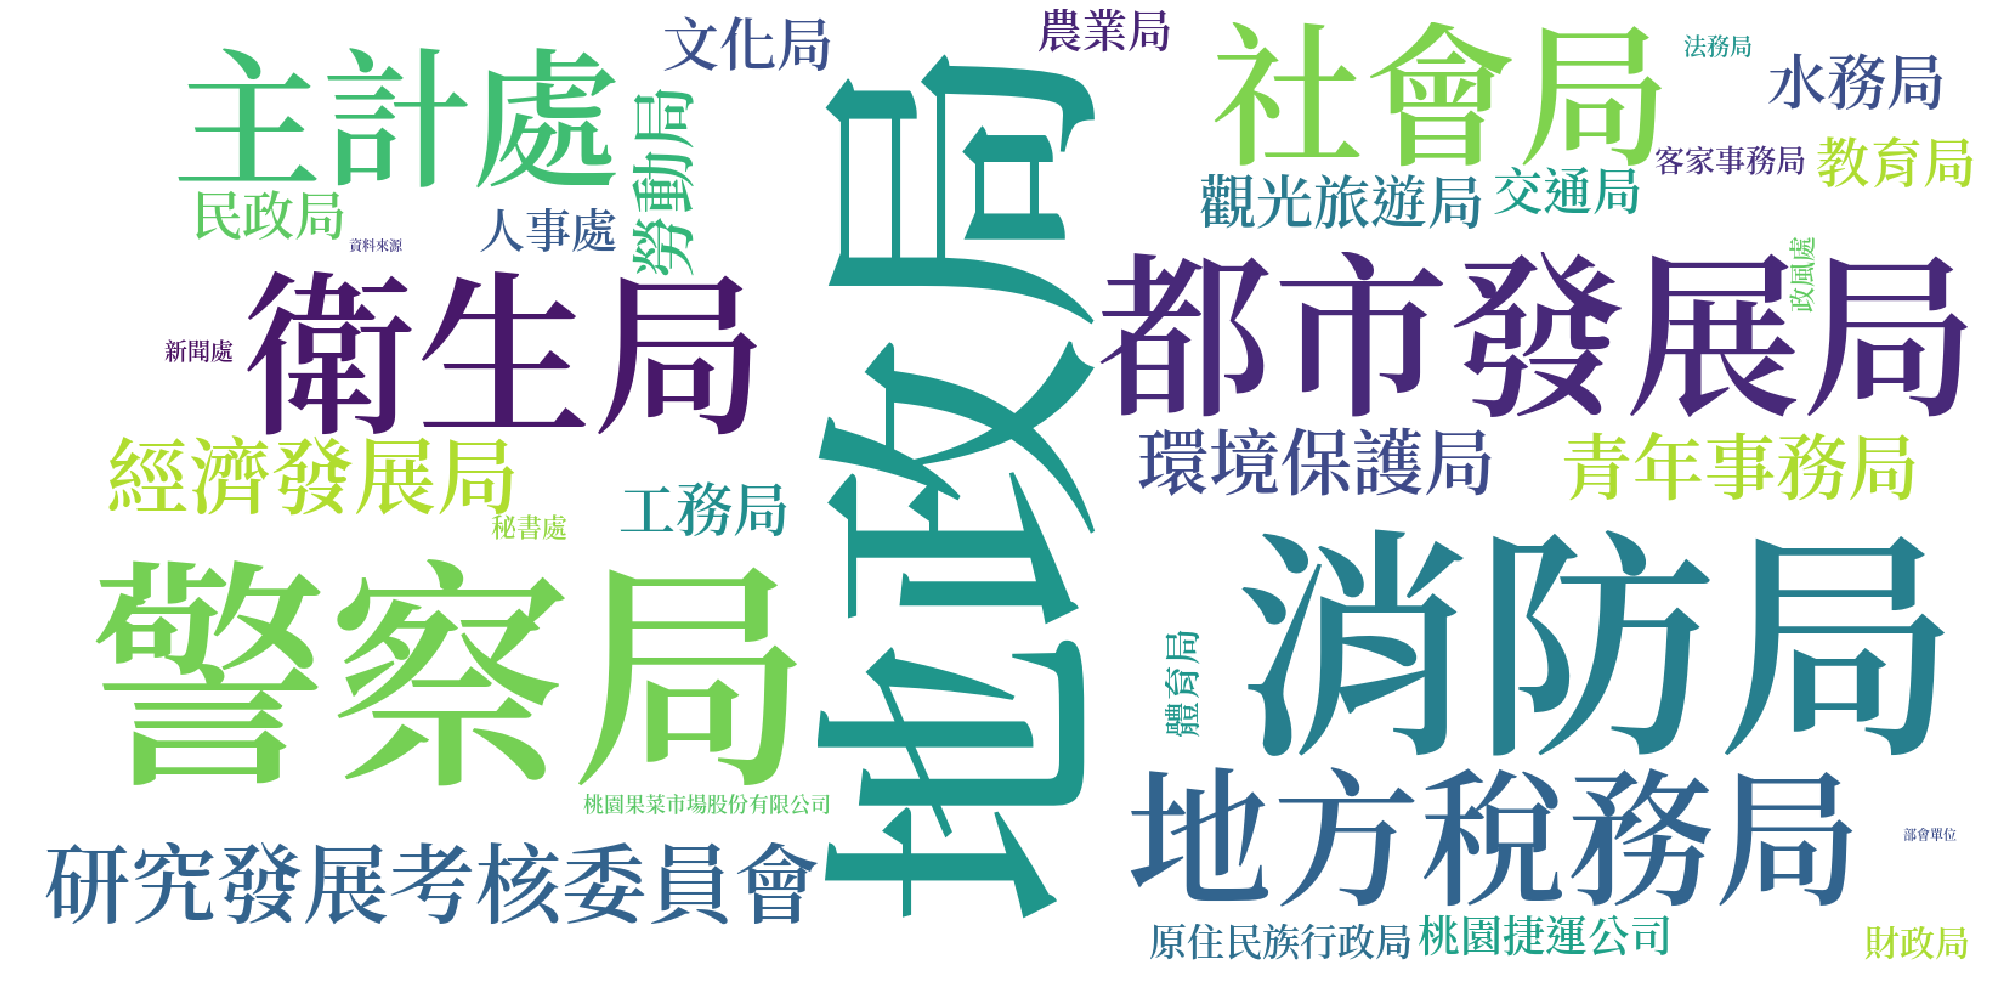 文化局
農業局
社會局
法務局
主計處
水務局
勞動局
地政局
客家事務局
教育局
觀光旅遊局
交通局
民政局
人事處
資料來源
政風處
衛生局
都市發展局
新聞處
環境保護局
青年事務局
經濟發展局
工務局
秘書處
警察局
消防局
體育局
桃園果菜市場股份有限公司
地方稅務局
部會單位
研究發展考核委員會
原住民族行政局
桃園捷運公司
財政局